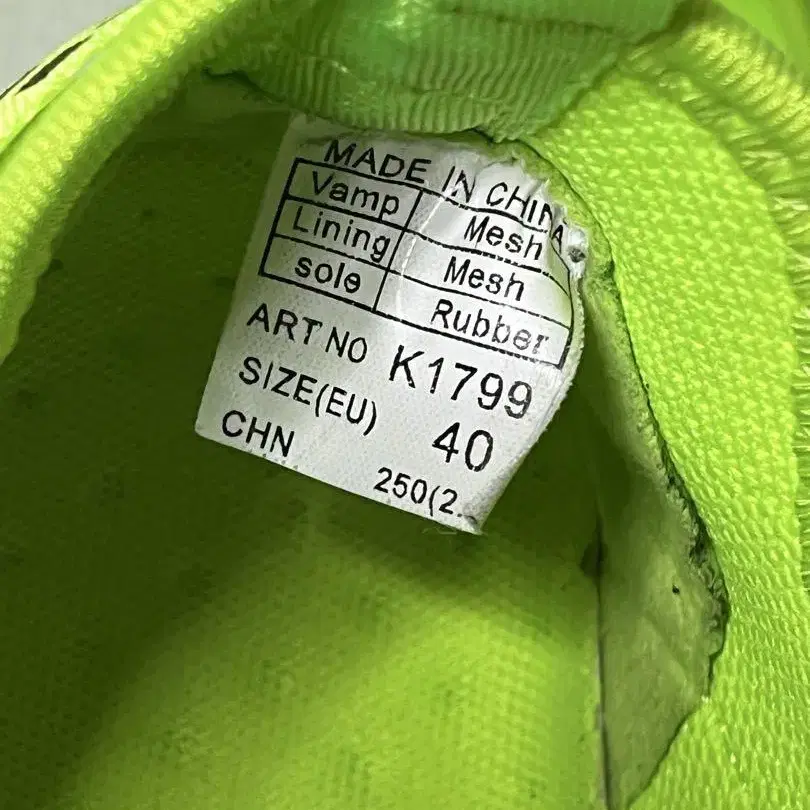 MADE IN CHINA
Vamp Mesh
Lining Mesh
sole Rubber
ART NO K1799
SIZE(EU) 40
CHN 250(2.